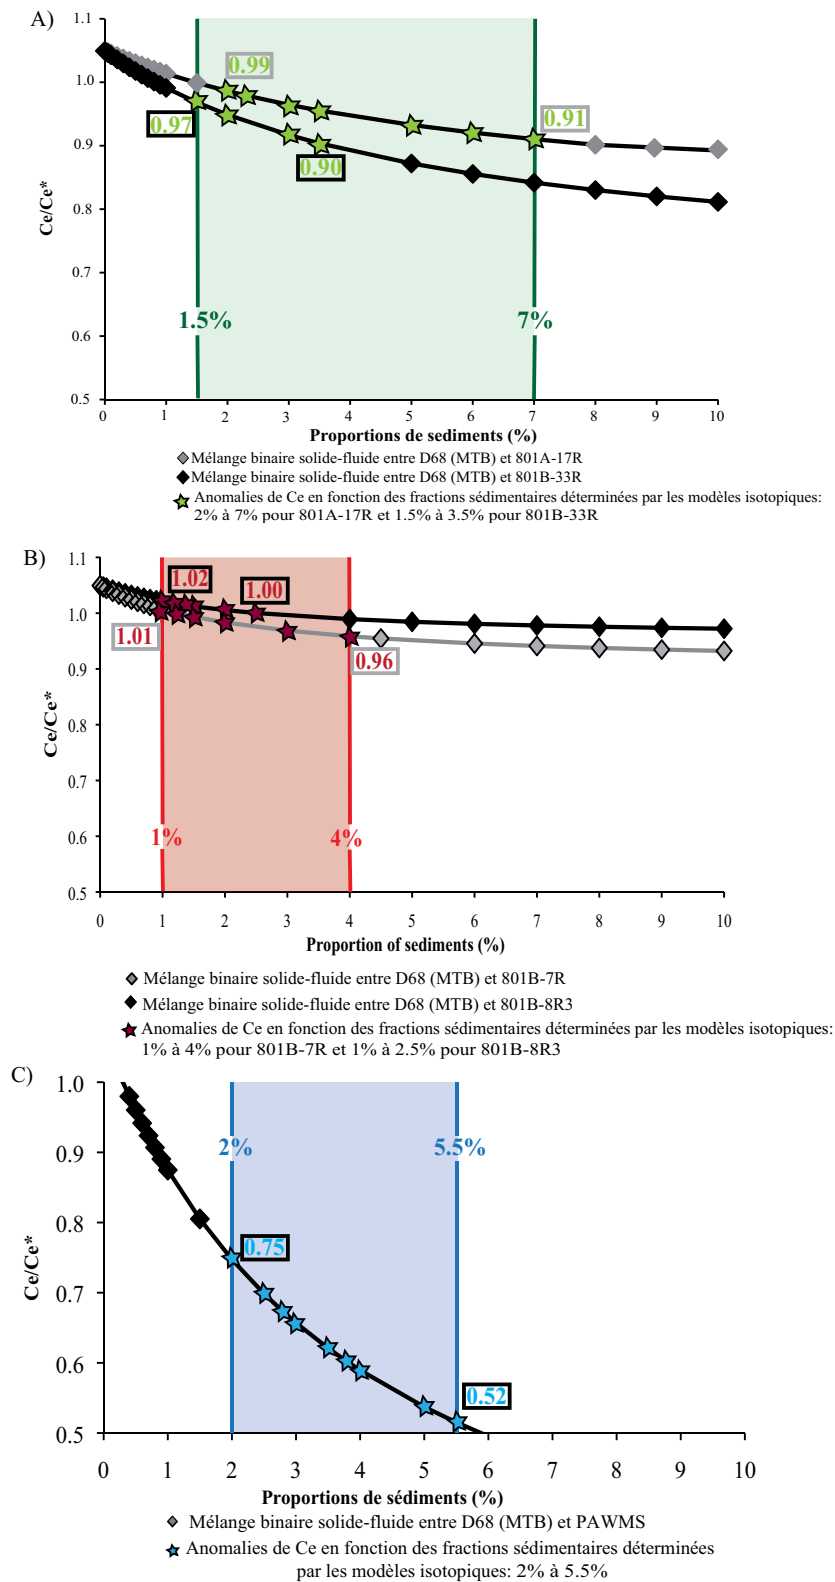 A)
1.1
1.0
0.9
0.8
0.7
0.6
0.5
Ce/Ce*
0.99
0.97
0.90
0.91
1.5%
7%
0 1 2 3 4 5 6 7 8 9 10
Proportions de sediments (%)
Mélange binaire solide-fluide entre D68 (MTB) et 801A-17R
Mélange binaire solide-fluide entre D68 (MTB) et 801B-33R
Anomalies de Ce en fonction des fractions sédimentaires déterminées par les modèles isotopiques:
2% à 7% pour 801A-17R et 1.5% à 3.5% pour 801B-33R
B)
1.1
1.0
0.9
0.8
0.7
0.6
0.5
Ce/Ce*
1.02
1.00
1.01
0.96
1%
4%
0 1 2 3 4 5 6 7 8 9 10
Proportion of sediments (%)
Mélange binaire solide-fluide entre D68 (MTB) et 801B-7R
Mélange binaire solide-fluide entre D68 (MTB) et 801B-8R3
Anomalies de Ce en fonction des fractions sédimentaires déterminées par les modèles isotopiques:
1% à 4% pour 801B-7R et 1% à 2.5% pour 801B-8R3
C)
1.0
0.9
0.8
0.7
0.6
0.5
Ce/Ce*
2%
5.5%
0.75
0.52
0 1 2 3 4 5 6 7 8 9 10
Proportions de sédiments (%)
Mélange binaire solide-fluide entre D68 (MTB) et PAWMS
Anomalies de Ce en fonction des fractions sédimentaires déterminées
par les modèles isotopiques: 2% à 5.5%